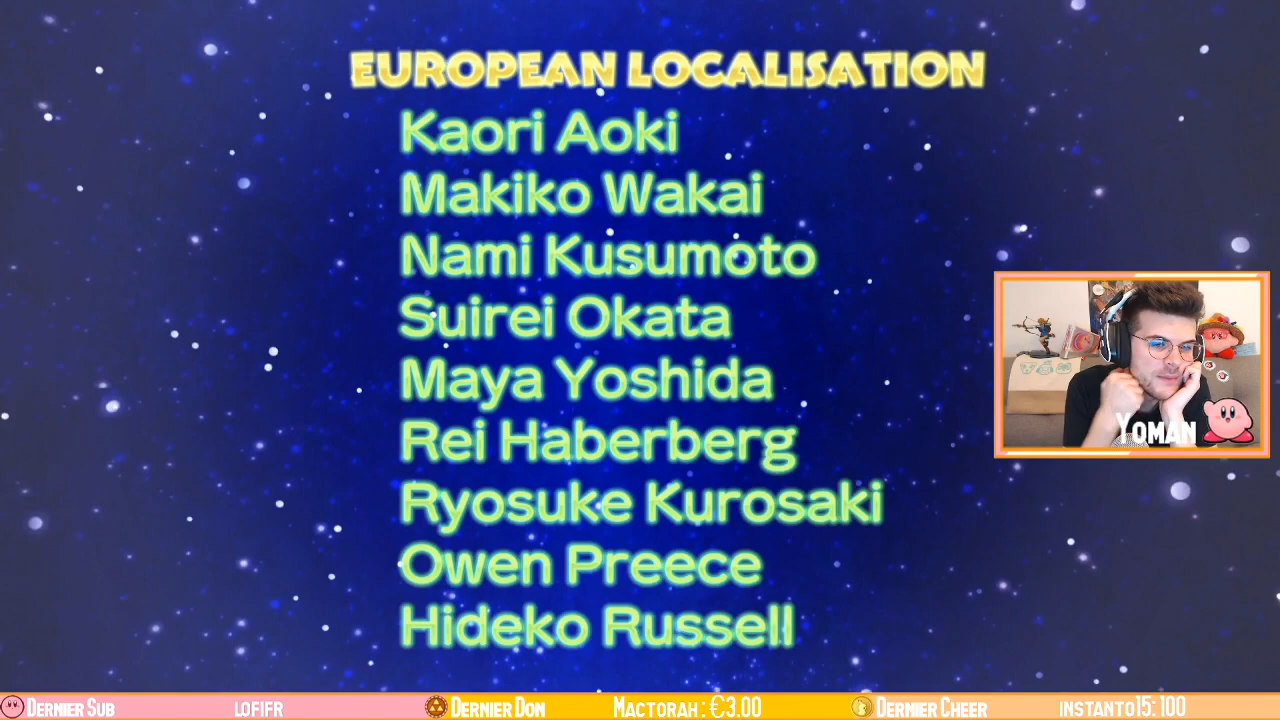 EUROPEAN LOCALISATION
Kaori Aoki
Makiko Wakai
Nami Kusumoto
Suirei Okata
Maya Yoshida
Rei Haberberg
Ryosuke Kurosaki
Owen Preece
Hideko Russell
YOMAN
DERNIER SUB LOFIFR DERNIER DON MACTORAH: €3.00 DERNIER CHEER INSTANTO15: 100